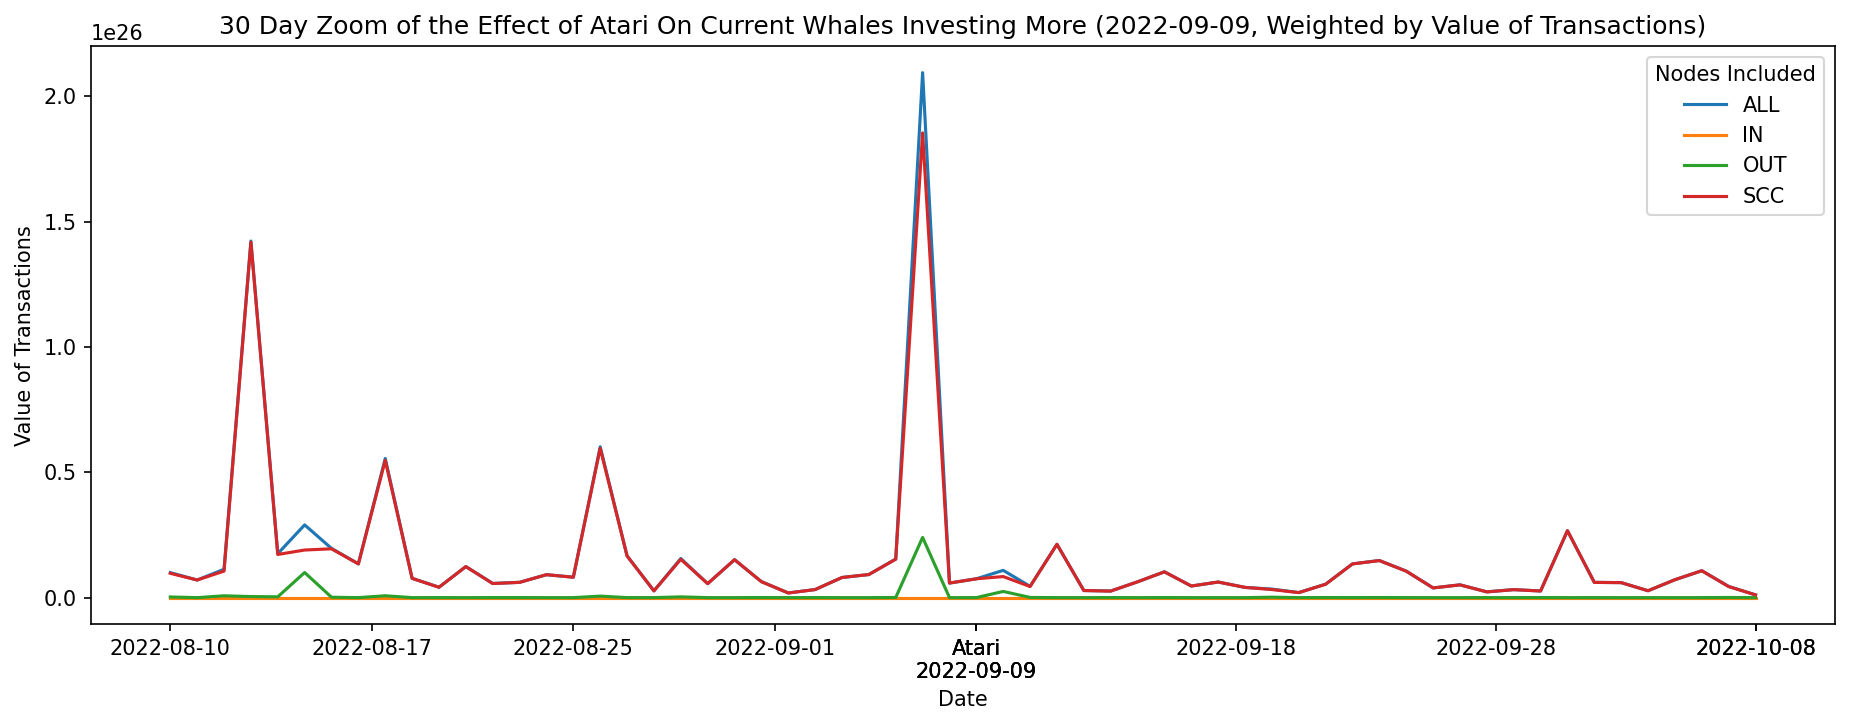 30 Day Zoom of the Effect of Atari On Current Whales Investing More (2022-09-09, Weighted by Value of Transactions)
1e26
2.0
1.5
1.0
0.5
0.0
Value of Transactions
Nodes Included
ALL
IN
OUT
SCC
2022-08-10
2022-08-17
2022-08-25
2022-09-01
Atari
2022-09-09
2022-09-18
2022-09-28
2022-10-08
Date